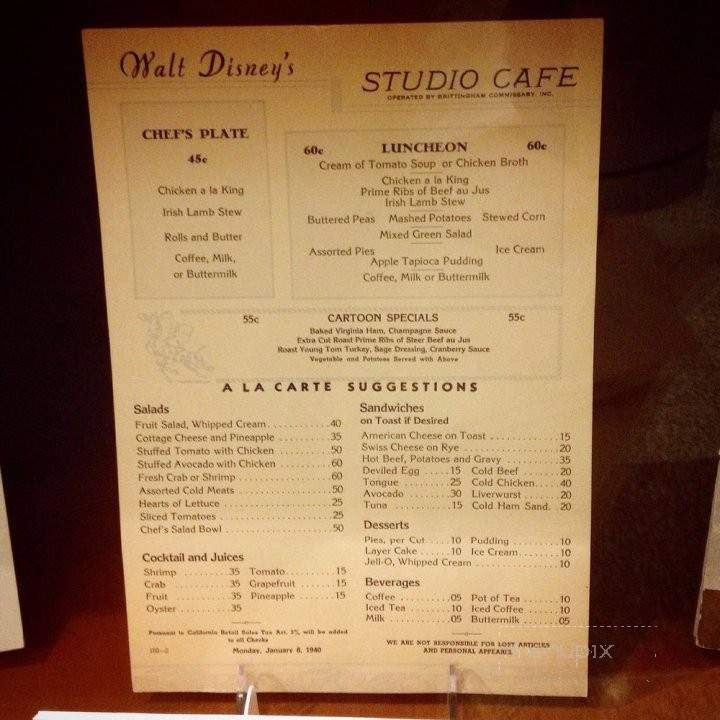 Walt Disney's
STUDIO CAFE
OPERATED BY BRITTINGHAM COMMISSARY, INC.
CHEF'S PLATE
45c
Chicken a la King
Irish Lamb Stew
Rolls and Butter
Coffee, Milk,
or Buttermilk
60c LUNCHEON 60c
Cream of Tomato Soup or Chicken Broth
Chicken a la King
Prime Ribs of Beef au Jus
Irish Lamb Stew
Buttered Peas Mashed Potatoes Stewed Corn
Mixed Green Salad
Assorted Pies Ice Cream
Apple Tapioca Pudding
Coffee, Milk or Buttermilk
55c CARTOON SPECIALS 55c
Baked Virginia Ham, Champagne Sauce
Extra Cut Roast Prime Ribs of Steer Beef au Jus
Roast Young Tom Turkey, Sage Dressing, Cranberry Sauce
Vegetable and Potatoes Served with Above
A LA CARTE SUGGESTIONS
Salads
Fruit Salad, Whipped Cream............40
Cottage Cheese and Pineapple............35
Stuffed Tomato with Chicken............50
Stuffed Avocado with Chicken............60
Fresh Crab or Shrimp............60
Assorted Cold Meats............50
Hearts of Lettuce............25
Sliced Tomatoes............25
Chef's Salad Bowl............50
Cocktail and Juices
Shrimp........35 Tomato........15
Crab........35 Grapefruit........15
Fruit........35 Pineapple........15
Oyster........35
Pursuant to California Retail Sales Tax Act. 3% will be added
to all Checks
Monday, January 8, 1940
Sandwiches
on Toast if Desired
American Cheese on Toast............15
Swiss Cheese on Rye............20
Hot Beef, Potatoes and Gravy............35
Deviled Egg....15 Cold Beef........20
Tongue........25 Cold Chicken.....40
Avocado........30 Liverwurst........20
Tuna........15 Cold Ham Sand. 20
Desserts
Pies, per Cut....10 Pudding........10
Layer Cake....10 Ice Cream........10
Jell-O, Whipped Cream............10
Beverages
Coffee........05 Pot of Tea........10
Iced Tea........10 Iced Coffee........10
Milk........05 Buttermilk........05
WE ARE NOT RESPONSIBLE FOR LOST ARTICLES
AND PERSONAL APPAREL